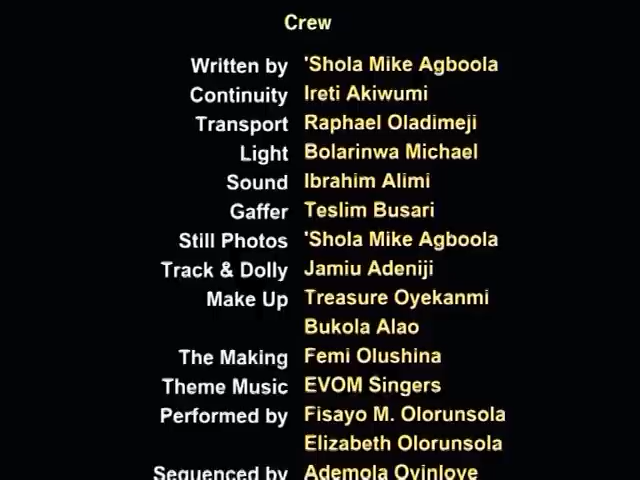 Crew
Written by 'Shola Mike Agboola
Continuity Ireti Akiwumi
Transport Raphael Oladimeji
Light Bolarinwa Michael
Sound Ibrahim Alimi
Gaffer Teslim Busari
Still Photos 'Shola Mike Agboola
Track & Dolly Jamiu Adeniji
Make Up Treasure Oyekanmi
Bukola Alao
The Making Femi Olushina
Theme Music EVOM Singers
Performed by Fisayo M. Olorunsola
Elizabeth Olorunsola
Sequenced by Ademola Oyinloye